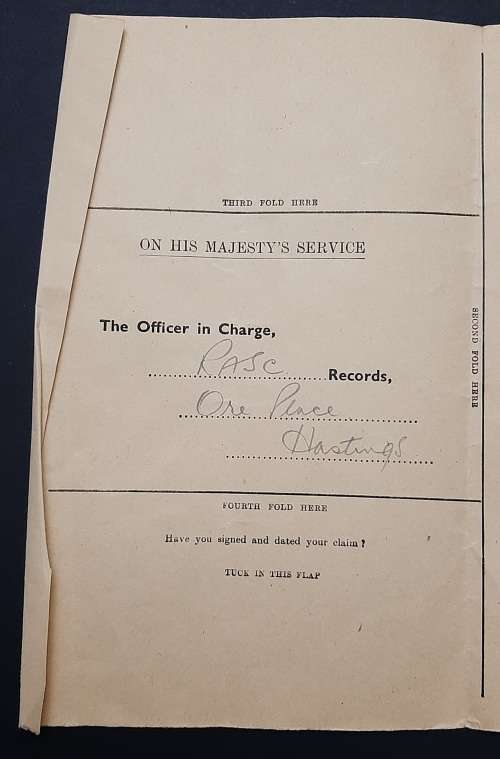 THIRD FOLD HERE
ON HIS MAJESTY'S SERVICE
The Officer in Charge,
RASC Records,
Ore Place
Hastings
SECOND FOLD HERE
FOURTH FOLD HERE
Have you signed and dated your claim?
TUCK IN THIS FLAP